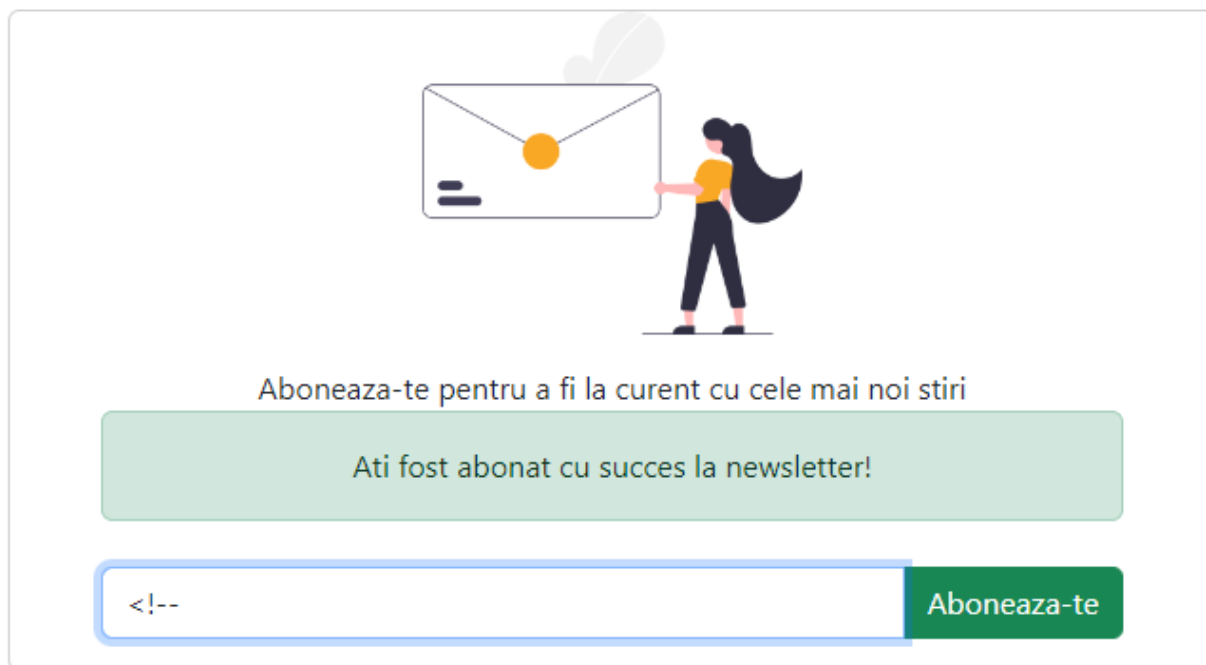 Aboneaza-te pentru a fi la curent cu cele mai noi stiri
Ati fost abonat cu succes la newsletter!
<!--
Aboneaza-te